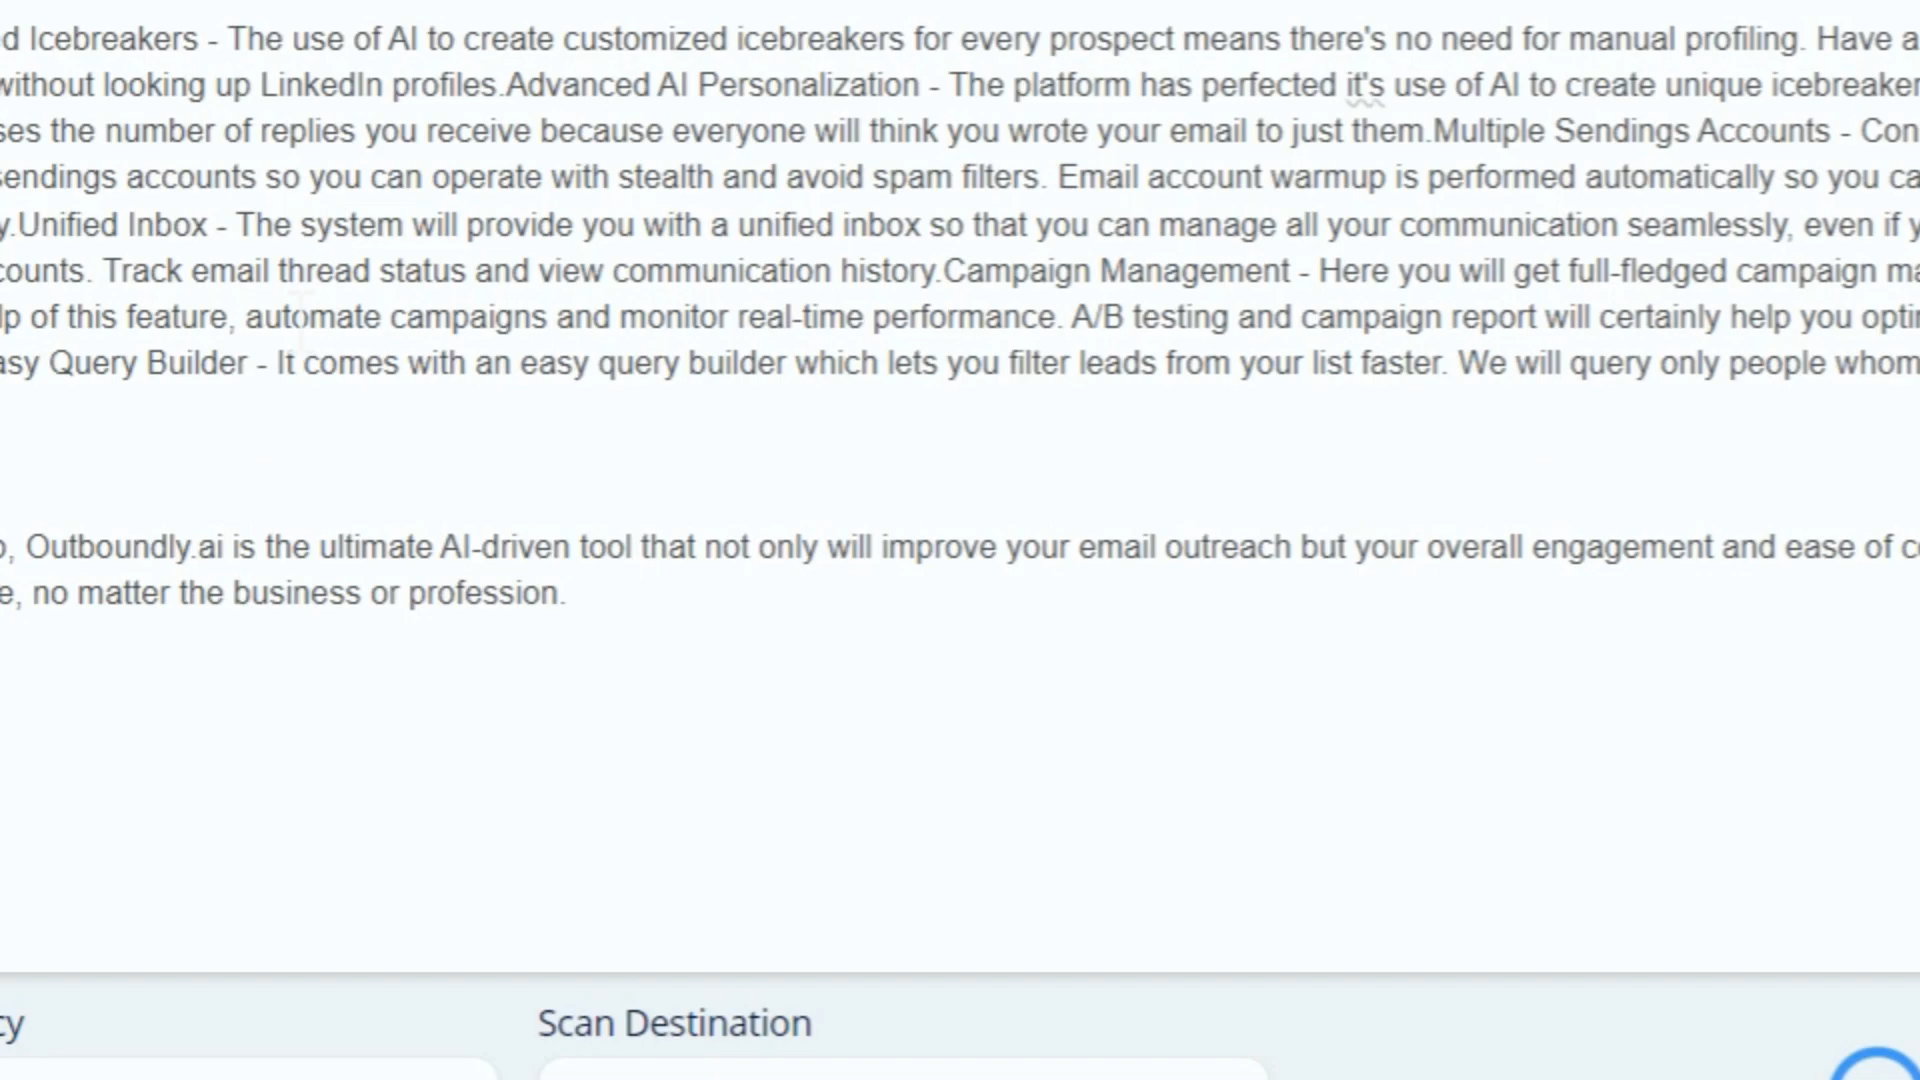 d Icebreakers - The use of AI to create customized icebreakers for every prospect means there's no need for manual profiling. Have a
without looking up LinkedIn profiles.Advanced AI Personalization - The platform has perfected it's use of AI to create unique icebreaker
ses the number of replies you receive because everyone will think you wrote your email to just them.Multiple Sendings Accounts - Con
sendings accounts so you can operate with stealth and avoid spam filters. Email account warmup is performed automatically so you ca
y.Unified Inbox - The system will provide you with a unified inbox so that you can manage all your communication seamlessly, even if y
counts. Track email thread status and view communication history.Campaign Management - Here you will get full-fledged campaign ma
lp of this feature, automate campaigns and monitor real-time performance. A/B testing and campaign report will certainly help you optim
asy Query Builder - It comes with an easy query builder which lets you filter leads from your list faster. We will query only people whom
o, Outboundly.ai is the ultimate AI-driven tool that not only will improve your email outreach but your overall engagement and ease of co
e, no matter the business or profession.
cy
Scan Destination